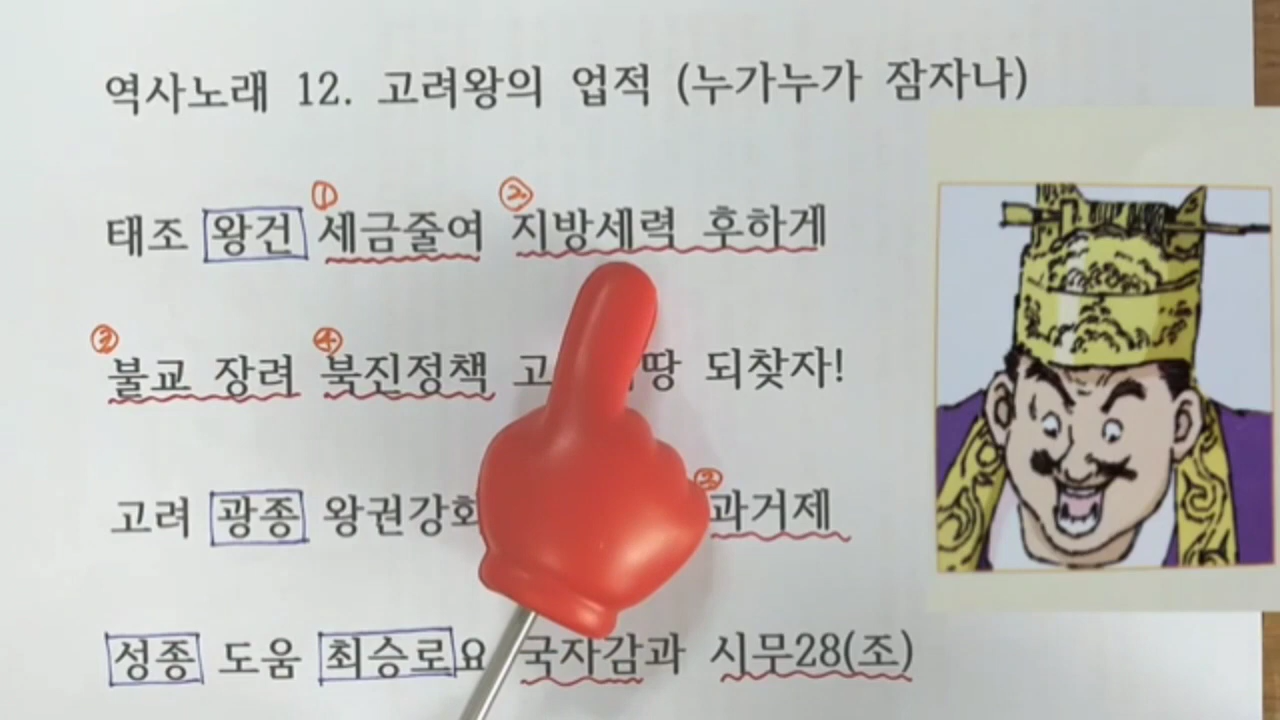 역사노래 12. 고려왕의 업적 (누가누가 잠자나)
① ②
태조 왕건 세금줄여 지방세력 후하게
③ ④
불교 장려 북진정책 땅 되찾자!
②
고려 광종 왕권강화 과거제
성종 도움 최승로요 국자감과 시무28(조)